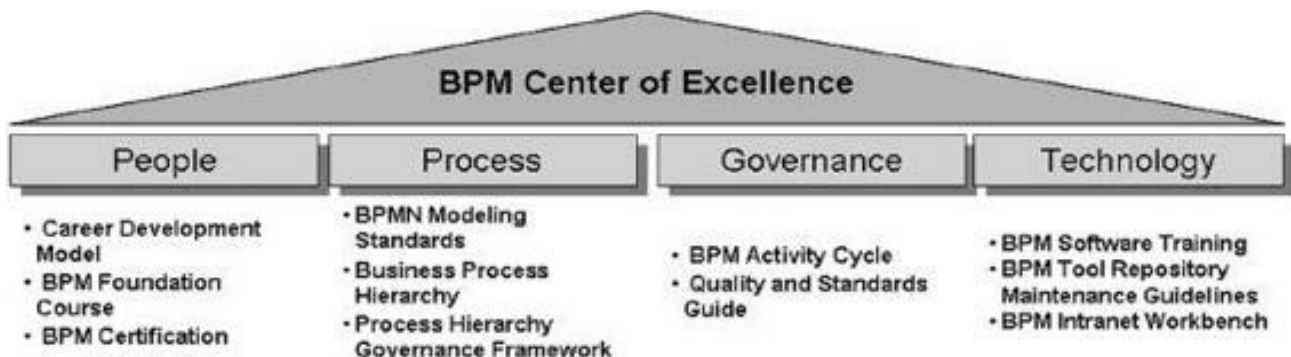 BPM Center of Excellence
People
Process
Governance
Technology
• Career Development
Model
• BPM Foundation
Course
• BPM Certification
• BPMN Modeling
Standards
• Business Process
Hierarchy
• Process Hierarchy
Governance Framework
• BPM Activity Cycle
• Quality and Standards
Guide
• BPM Software Training
• BPM Tool Repository
Maintenance Guidelines
• BPM Intranet Workbench